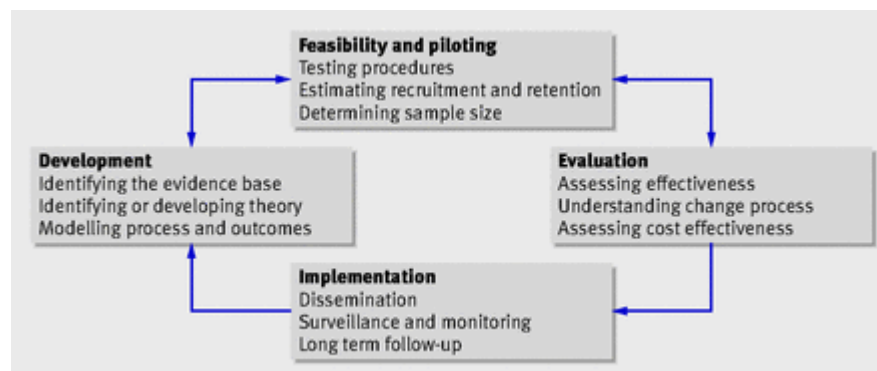 Feasibility and piloting
Testing procedures
Estimating recruitment and retention
Determining sample size
Development
Identifying the evidence base
Identifying or developing theory
Modelling process and outcomes
Evaluation
Assessing effectiveness
Understanding change process
Assessing cost effectiveness
Implementation
Dissemination
Surveillance and monitoring
Long term follow-up